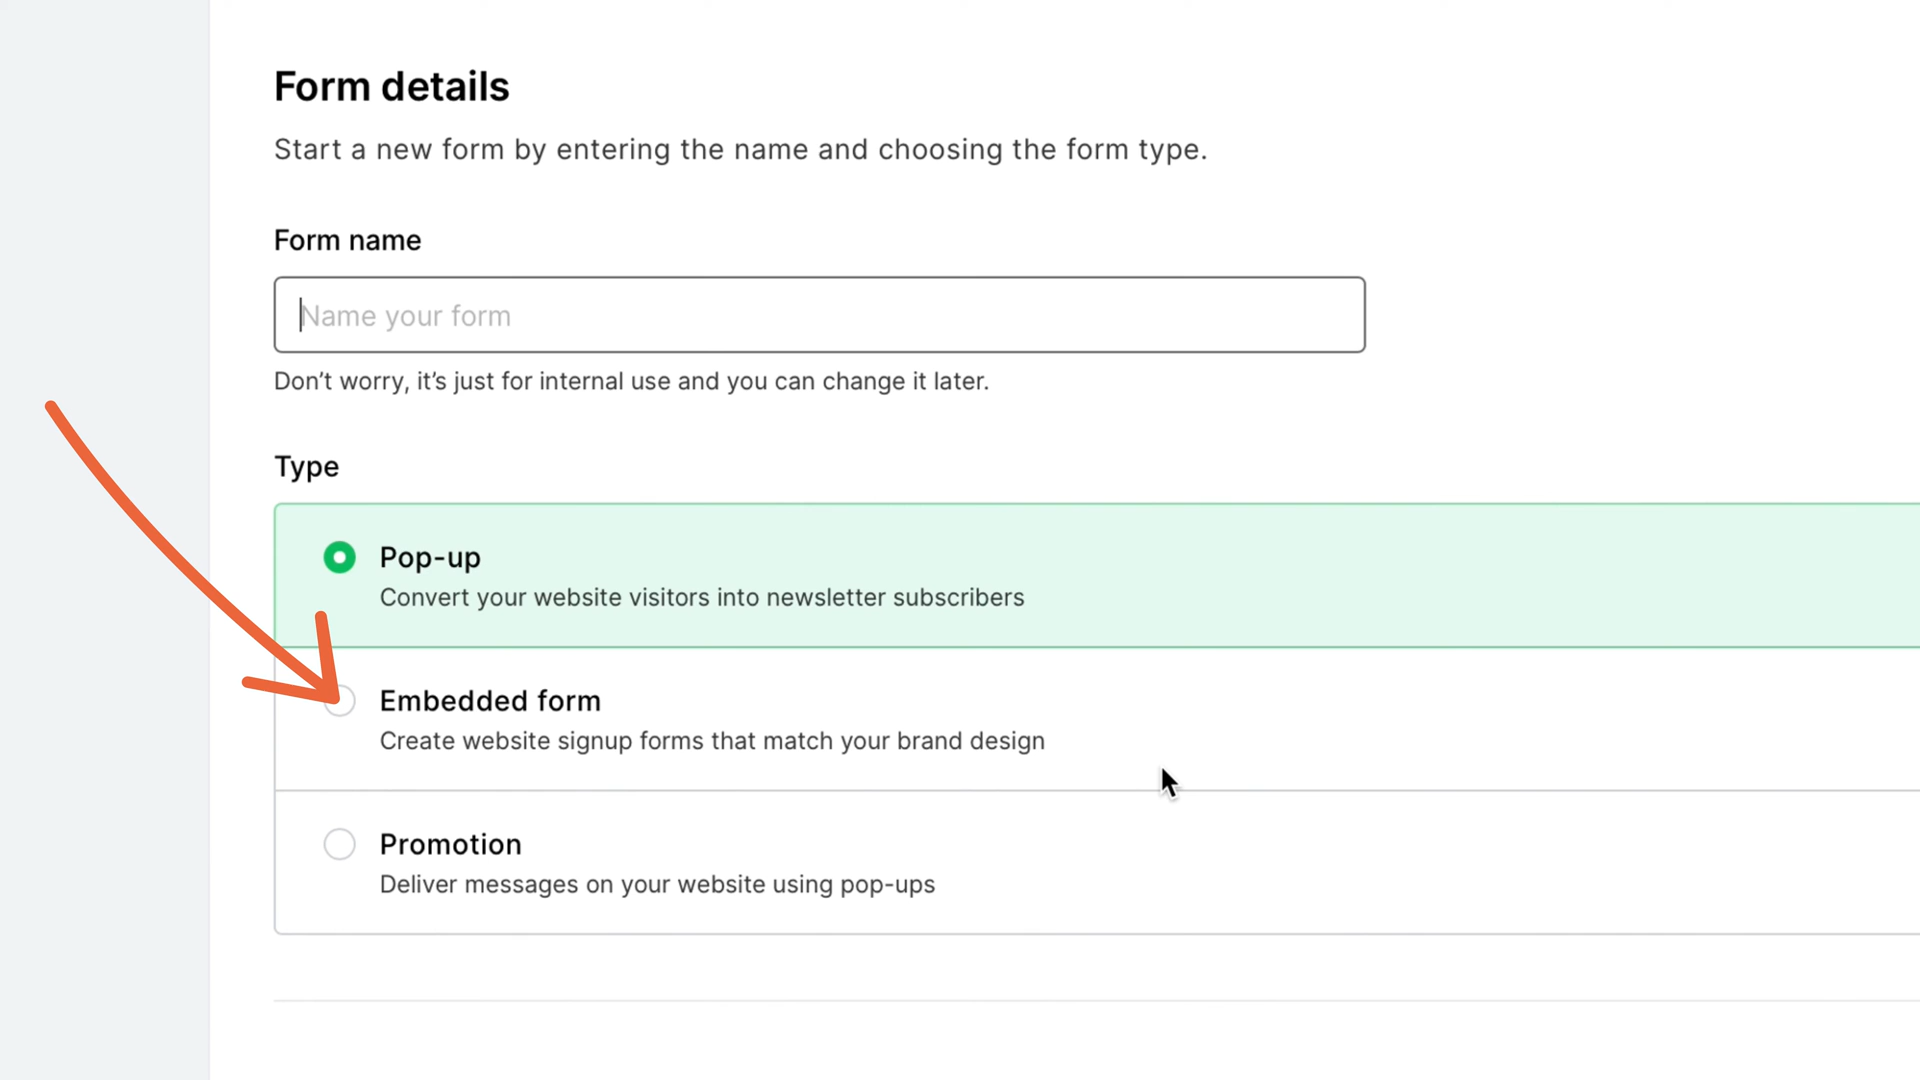 Form details
Start a new form by entering the name and choosing the form type.
Form name
Name your form
Don’t worry, it’s just for internal use and you can change it later.
Type
Pop-up
Convert your website visitors into newsletter subscribers
Embedded form
Create website signup forms that match your brand design
Promotion
Deliver messages on your website using pop-ups